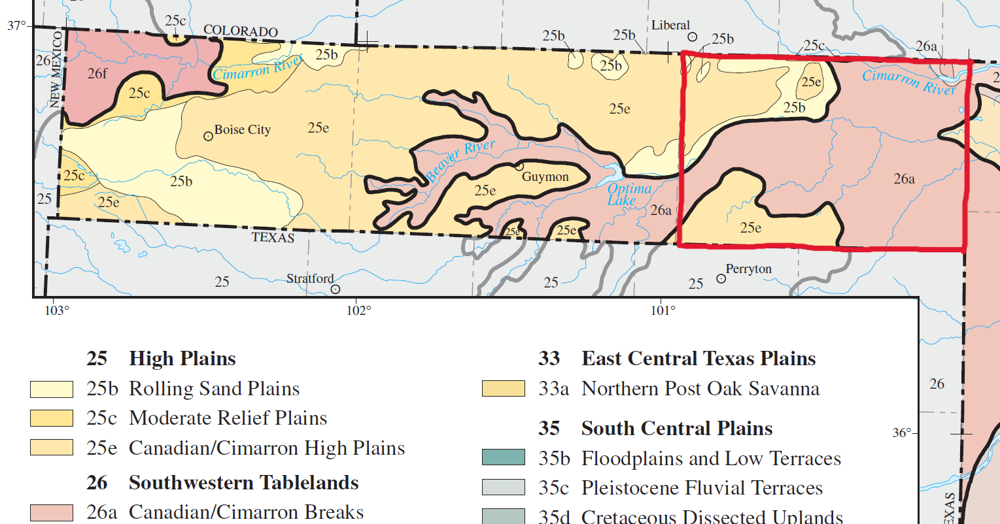 25c
COLORADO
Liberal
37°
25b
25b
25b
25c
26a
NEW MEXICO
26
26f
Cimarron River
25b
25b
Cimarron River
2
25c
25e
25e
25b
Boise City
25e
Beaver River
25c
25b
Guymon
26a
25
25e
25e
Optima
Lake
26a
25e
25e
25e
TEXAS
25
Stratford
25
Perryton
25
103°
102°
101°
25 High Plains
25b Rolling Sand Plains
25c Moderate Relief Plains
25e Canadian/Cimarron High Plains
26 Southwestern Tablelands
26a Canadian/Cimarron Breaks
33 East Central Texas Plains
33a Northern Post Oak Savanna
35 South Central Plains
35b Floodplains and Low Terraces
35c Pleistocene Fluvial Terraces
35d Cretaceous Dissected Uplands
26
36°
EXAS